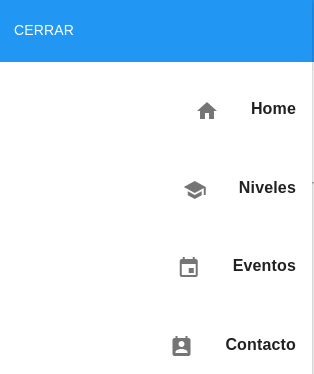 CERRAR
Home
Niveles
Eventos
Contacto